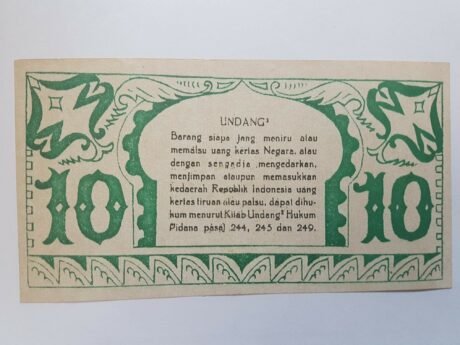 UNDANG²
Barang siapa jang meniru atau
memalsu uang kertas Negara, atau
dengan sengadja mengedarkan,
menjimpan ataupun memasukkan
kedaerah Republik Indonesia uang
kertas tiruan atau palsu, dapat dihu-
kum menurut Kitab Undang² Hukum
Pidana pasal 244, 245 dan 249.
10 10